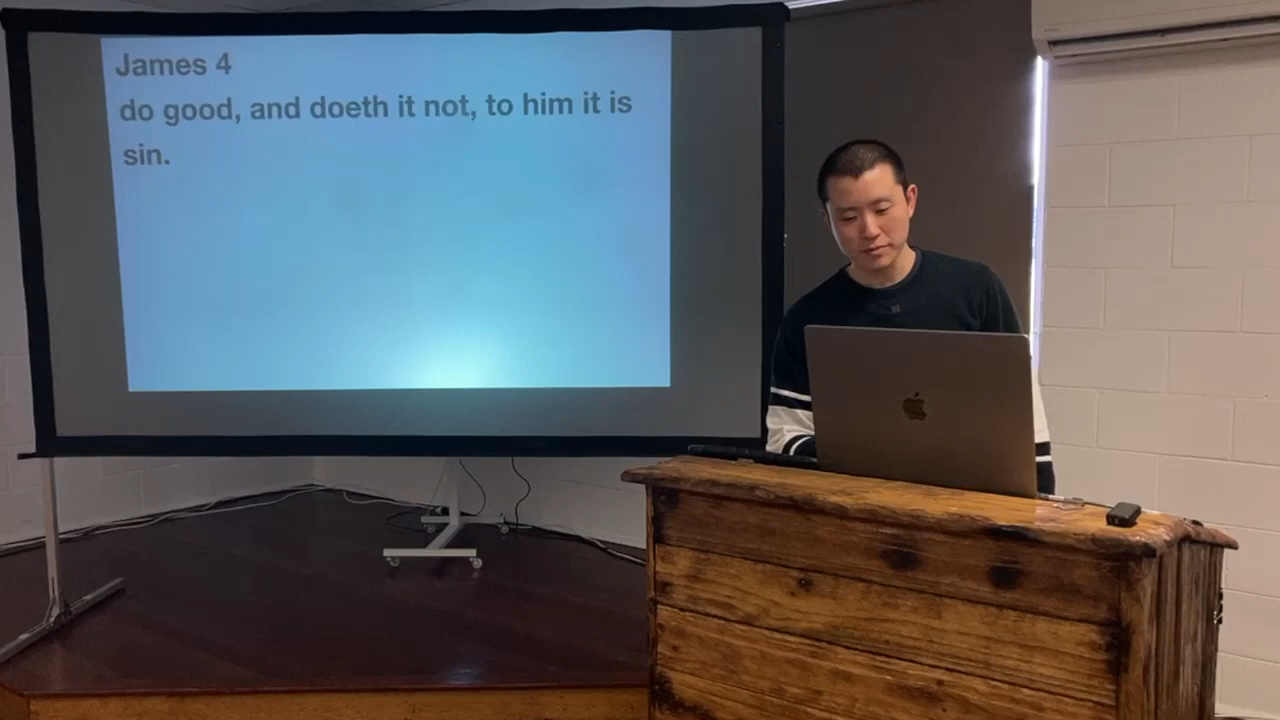 James 4
do good, and doeth it not, to him it is
sin.